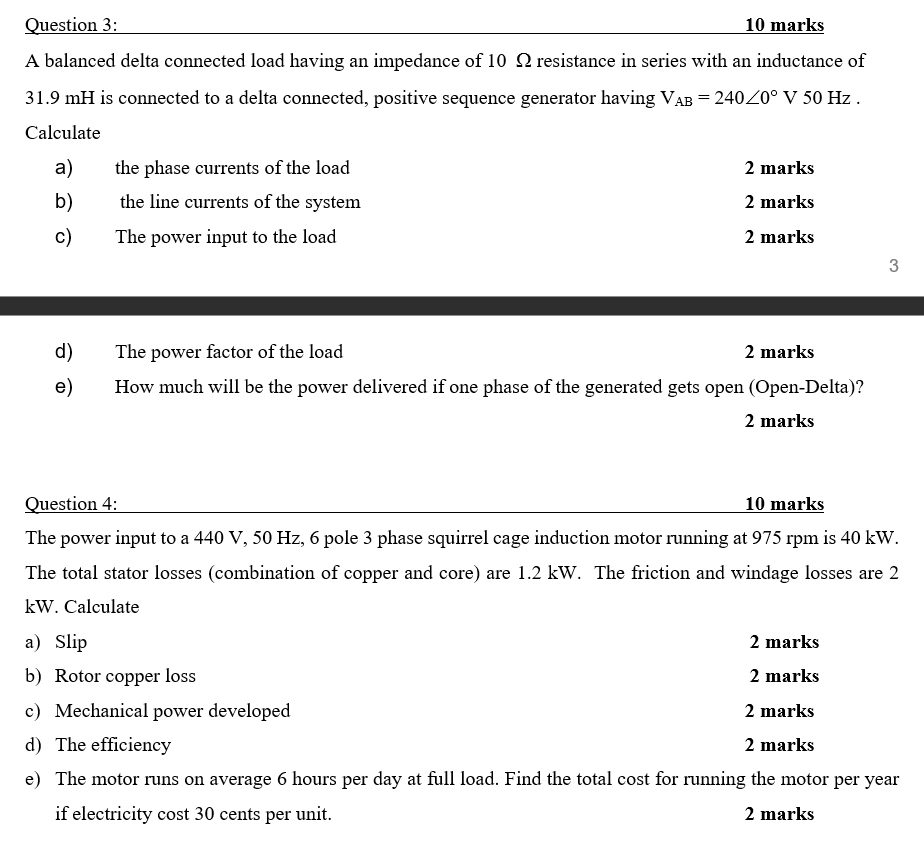 Question 3: 10 marks
A balanced delta connected load having an impedance of 10 Ω resistance in series with an inductance of
31.9 mH is connected to a delta connected, positive sequence generator having VAB = 240∠0° V 50 Hz .
Calculate
a) the phase currents of the load 2 marks
b) the line currents of the system 2 marks
c) The power input to the load 2 marks
3
d) The power factor of the load 2 marks
e) How much will be the power delivered if one phase of the generated gets open (Open-Delta)?
2 marks
Question 4: 10 marks
The power input to a 440 V, 50 Hz, 6 pole 3 phase squirrel cage induction motor running at 975 rpm is 40 kW.
The total stator losses (combination of copper and core) are 1.2 kW. The friction and windage losses are 2
kW. Calculate
a) Slip 2 marks
b) Rotor copper loss 2 marks
c) Mechanical power developed 2 marks
d) The efficiency 2 marks
e) The motor runs on average 6 hours per day at full load. Find the total cost for running the motor per year
if electricity cost 30 cents per unit. 2 marks